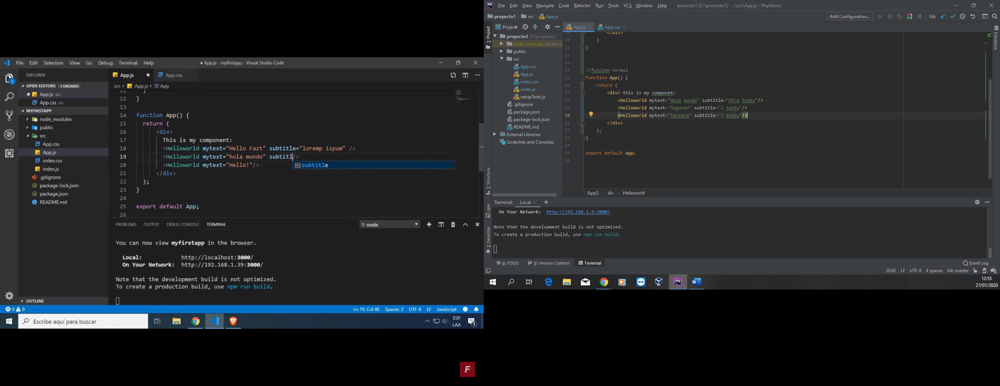 File Edit Selection View Go Debug Terminal Help
● App.js - myfirstapp - Visual Studio Code
EXPLORER
OPEN EDITORS 1 UNSAVED
App.js src
App.css src
MYFIRSTAPP
node_modules
public
src
App.css
App.js
index.css
index.js
.gitignore
package-lock.json
package.json
README.md
OUTLINE
App.js
App.css
src App.js App
11 )
12 }
13
14 function App() {
15 return (
16 <div>
17 This is my component:
18 <Helloworld mytext="Hello Fazt" subtitle="loremp ispum" />
19 <Helloworld mytext="hola mundo" subtitl/>
subtitle
20 <Helloworld mytext="Hello!"/>
21 </div>
22 );
23 }
24
25 export default App;
26
PROBLEMS OUTPUT DEBUG CONSOLE TERMINAL
1: node
You can now view myfirstapp in the browser.
Local: http://localhost:3000/
On Your Network: http://192.168.1.39:3000/
Note that the development build is not optimized.
To create a production build, use npm run build.
0 0
Ln 19, Col 48 Spaces: 2 UTF-8 LF JavaScript
Escribe aquí para buscar
ESP
LAA
1
F
PS File Edit View Navigate Code Refactor Run Tools VCS Window Help
proyecto1 [C:\proyecto1] - ...\src\App.js - PhpStorm
proyecto1 src App.js
Add Configuration...
Git:
1: Project
Project
proyecto1 C:\proyecto1
node_modules library ro
public
src
App.css
App.js
index.css
index.js
setupTests.js
.gitignore
package.json
package-lock.json
README.md
External Libraries
Scratches and Consoles
7: Structure
npm
2: Favorites
Database
App.js
App.css
9 </div>
10 )
11 }
12
13
14 //funcion normal
15 function App() {
16 return (
17 <div> this is my componet:
18 <Helloworld mytext="Hola mundo" subtitle="Otro texto"/>
19 <Helloworld mytext="Segundo" subtitle="2 texto"/>
20 <Helloworld mytext="tercero" subtitle="3 texto"/>
21 </div>
22 );
23 }
24
25 export default App;
26
App() div Helloworld
Terminal: Local
On Your Network: http://192.168.1.5:3000/
Note that the development build is not optimized.
To create a production build, use npm run build.
6: TODO 9: Version Control Terminal
Event Log
20:62 LF UTF-8 4 spaces Git: master
12:55
27/01/2020